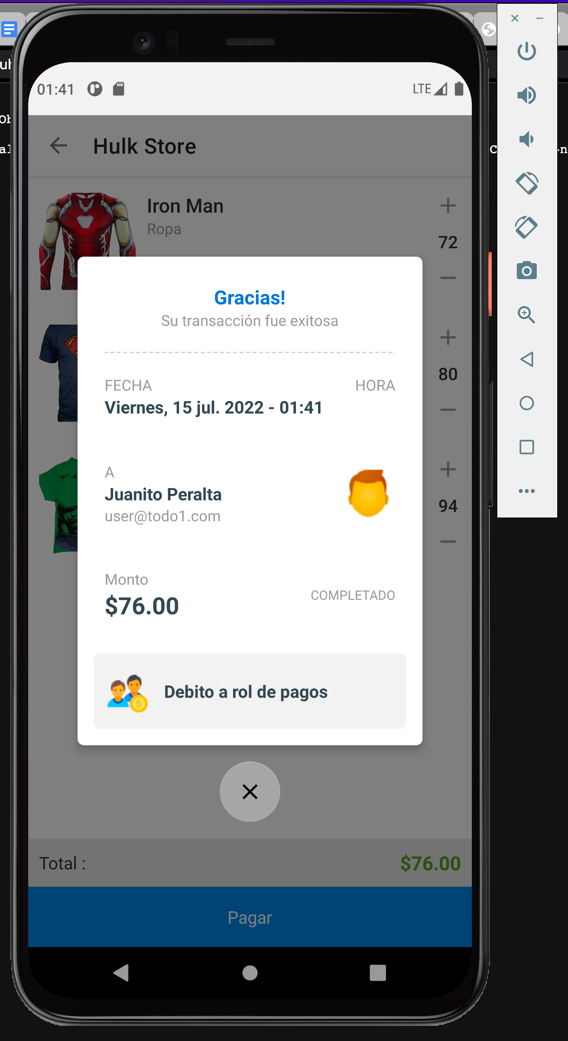 01:41
LTE
Hulk Store
Iron Man
Ropa
72
Gracias!
Su transacción fue exitosa
80
FECHA HORA
Viernes, 15 jul. 2022 - 01:41
A
Juanito Peralta
user@todo1.com
94
Monto
$76.00
COMPLETADO
Debito a rol de pagos
Total : $76.00
Pagar